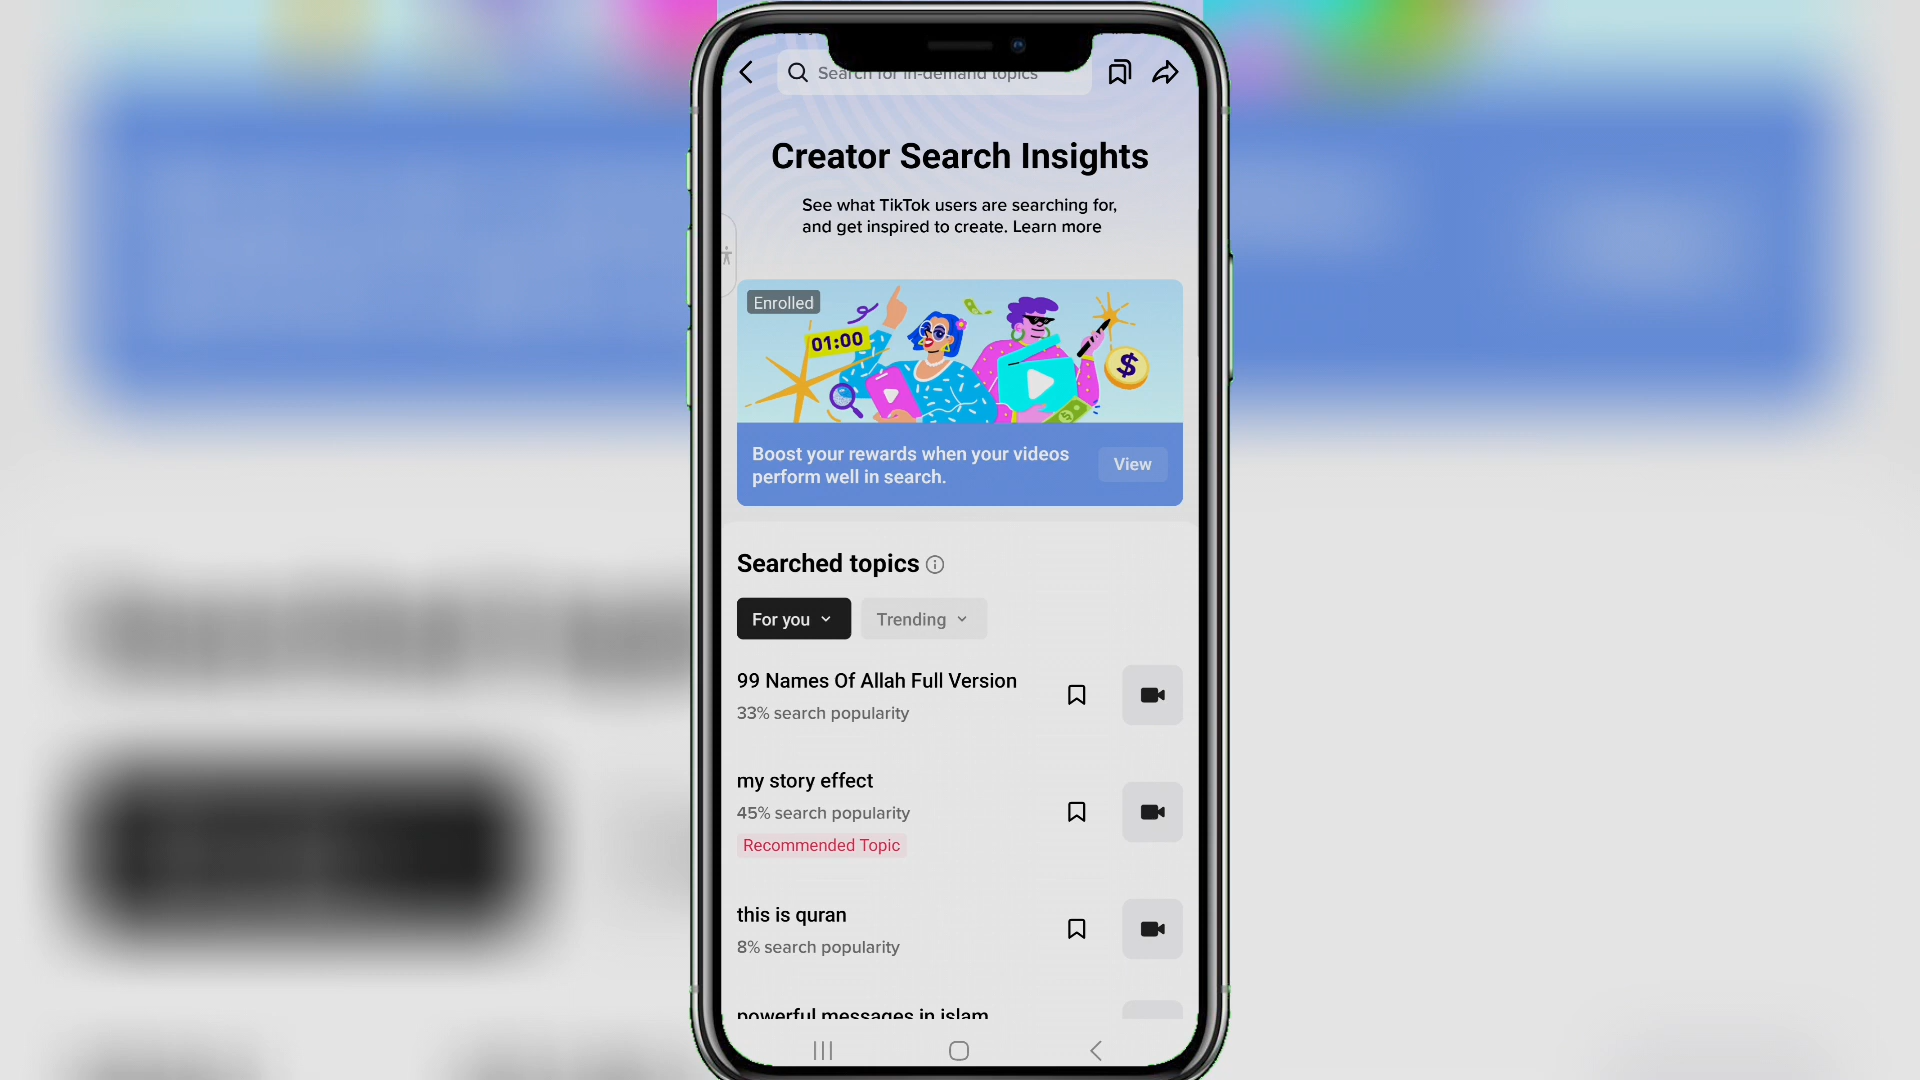 Search for in-demand topics
Creator Search Insights
See what TikTok users are searching for,
and get inspired to create. Learn more
Enrolled
01:00
$
Boost your rewards when your videos
perform well in search.
View
Searched topics
For you
Trending
99 Names Of Allah Full Version
33% search popularity
my story effect
45% search popularity
Recommended Topic
this is quran
8% search popularity
powerful messages in islam